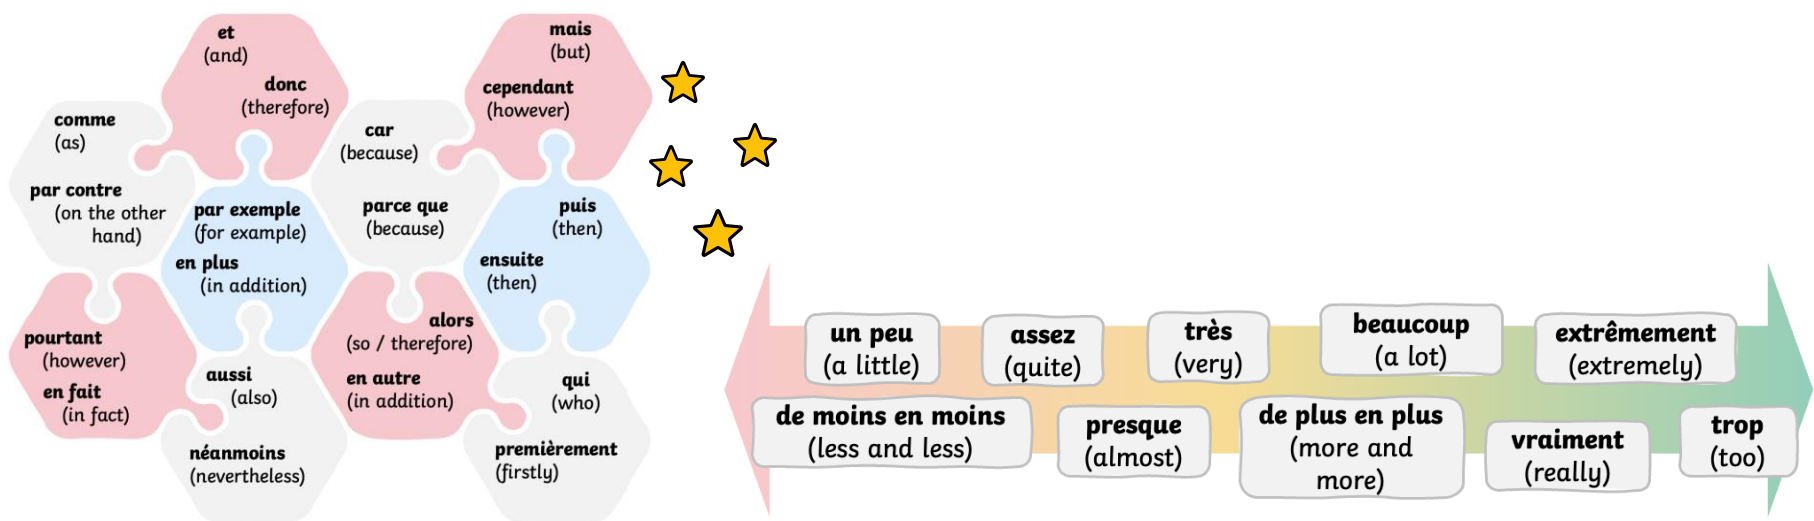 et
(and)
donc
(therefore)
mais
(but)
cependant
(however)
comme
(as)
par contre
(on the other
hand)
car
(because)
parce que
(because)
par exemple
(for example)
en plus
(in addition)
puis
(then)
ensuite
(then)
pourtant
(however)
en fait
(in fact)
alors
(so / therefore)
en autre
(in addition)
aussi
(also)
néanmoins
(nevertheless)
qui
(who)
premièrement
(firstly)
un peu
(a little)
assez
(quite)
très
(very)
beaucoup
(a lot)
extrêmement
(extremely)
de moins en moins
(less and less)
presque
(almost)
de plus en plus
(more and
more)
vraiment
(really)
trop
(too)